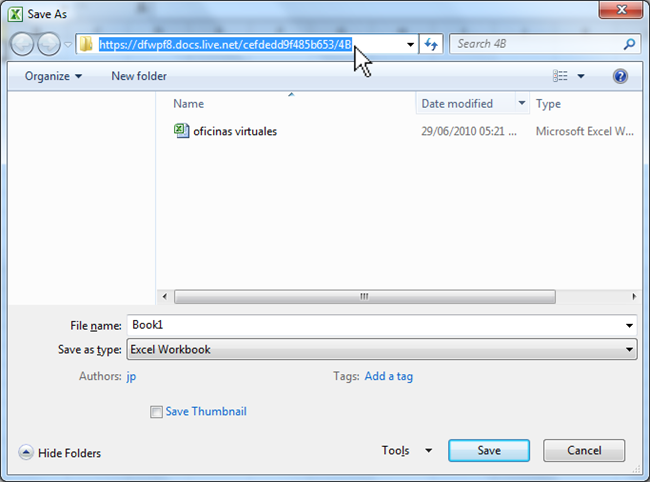 Save As
https://dfwpf8.docs.live.net/cefdedd9f485b653/4B
Search 4B
Organize
New folder
Name
Date modified
Type
oficinas virtuales
29/06/2010 05:21 ...
Microsoft Excel W...
File name:
Book1
Save as type:
Excel Workbook
Authors:
jp
Tags:
Add a tag
Save Thumbnail
Hide Folders
Tools
Save
Cancel